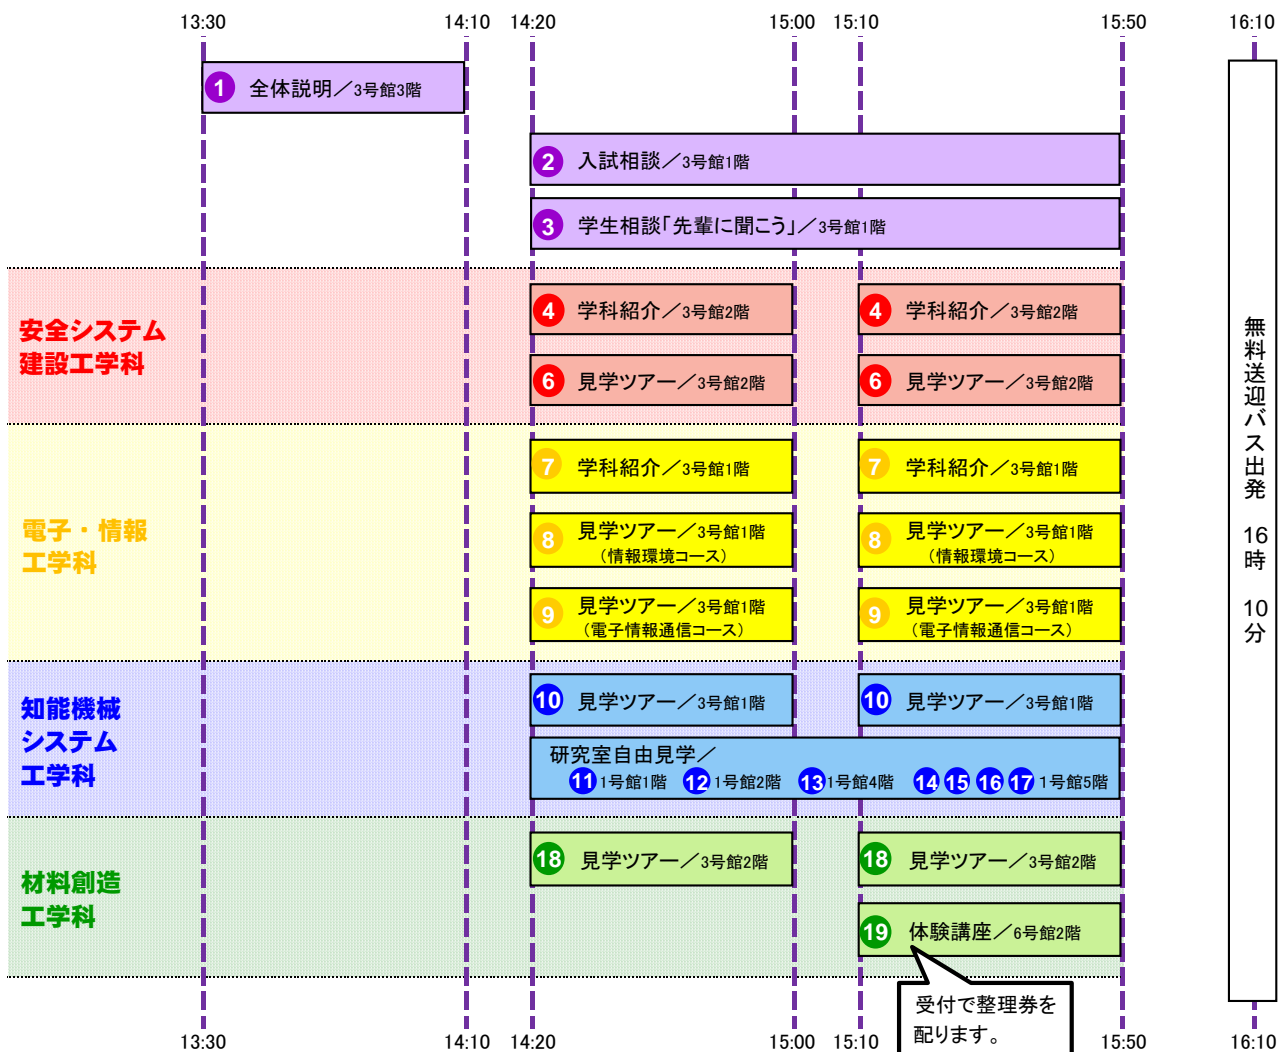 13:30 14:10 14:20 15:00 15:10 15:50 16:10
1 全体説明／3号館3階
2 入試相談／3号館1階
3 学生相談「先輩に聞こう」／3号館1階
安全システム
建設工学科
4 学科紹介／3号館2階
4 学科紹介／3号館2階
6 見学ツアー／3号館2階
6 見学ツアー／3号館2階
電子・情報
工学科
7 学科紹介／3号館1階
7 学科紹介／3号館1階
8 見学ツアー／3号館1階
（情報環境コース）
8 見学ツアー／3号館1階
（情報環境コース）
9 見学ツアー／3号館1階
（電子情報通信コース）
9 見学ツアー／3号館1階
（電子情報通信コース）
知能機械
システム
工学科
10 見学ツアー／3号館1階
10 見学ツアー／3号館1階
研究室自由見学／
11 1号館1階 12 1号館2階 13 1号館4階 14 15 16 17 1号館5階
材料創造
工学科
18 見学ツアー／3号館2階
18 見学ツアー／3号館2階
19 体験講座／6号館2階
受付で整理券を
配ります。
無料送迎バス出発 16時 10分
13:30 14:10 14:20 15:00 15:10 15:50 16:10